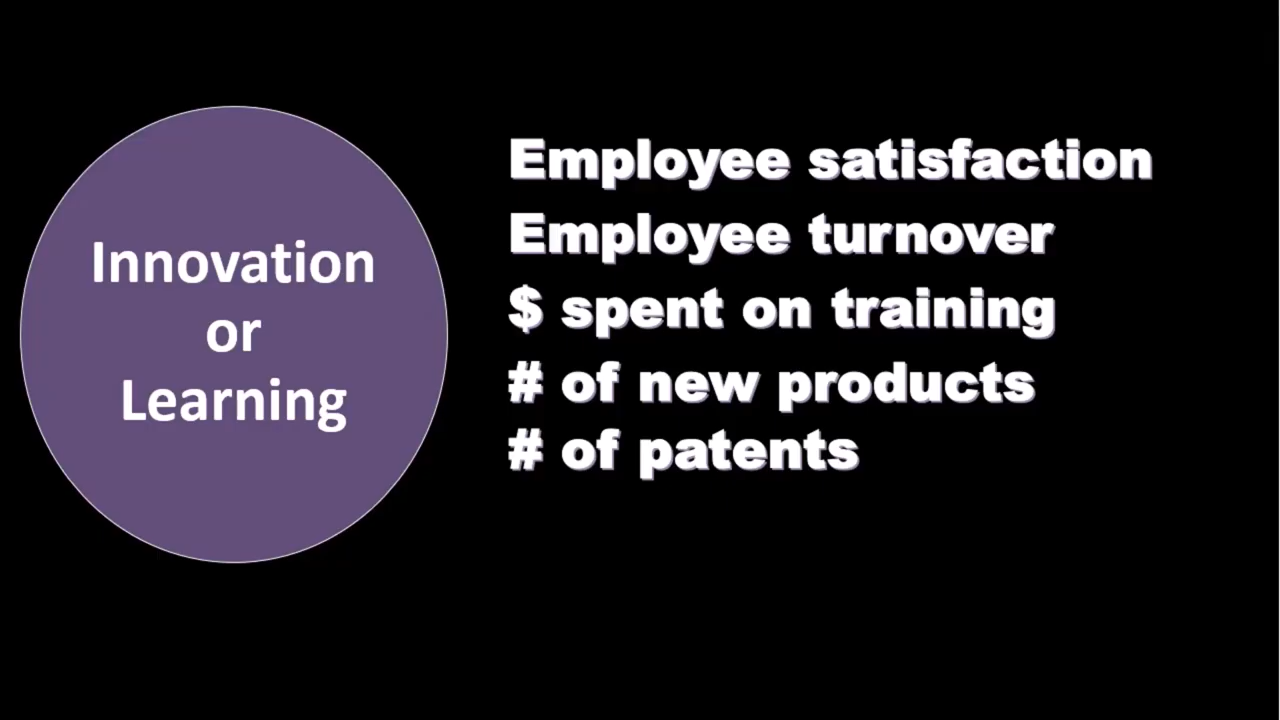 Innovation
or
Learning
Employee satisfaction
Employee turnover
$ spent on training
# of new products
# of patents